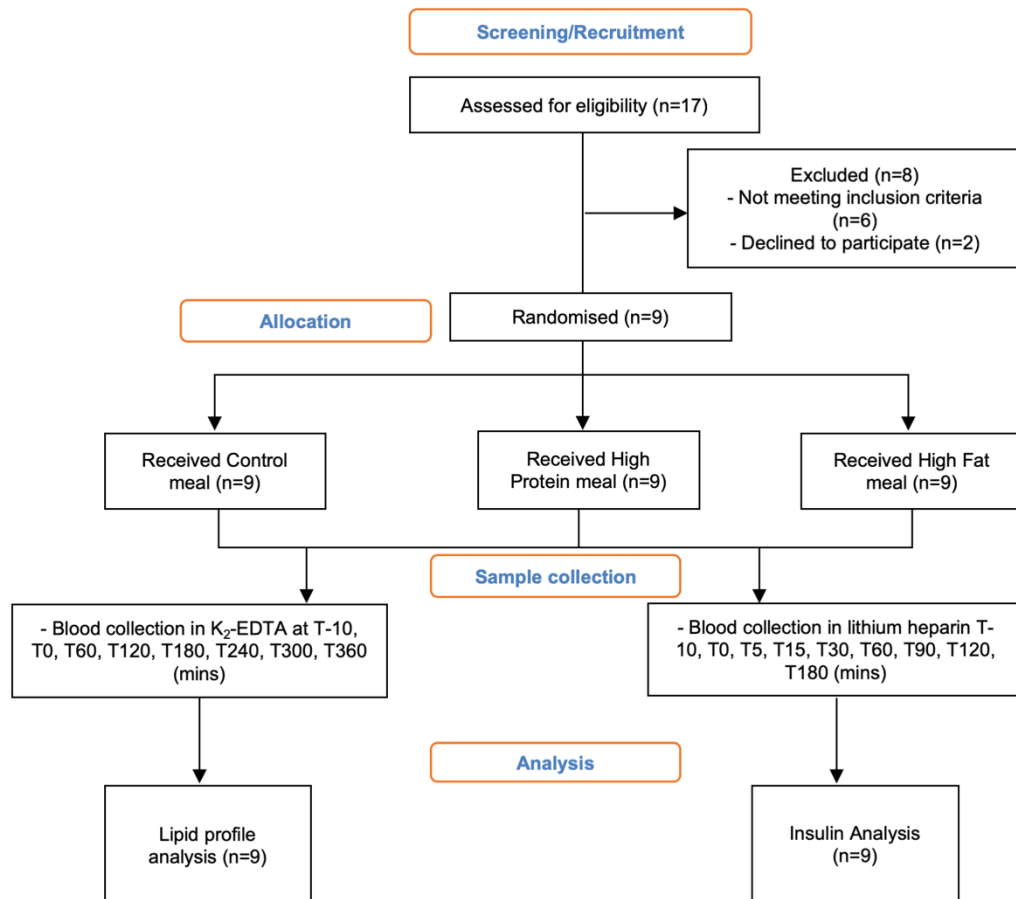 Screening/Recruitment
Assessed for eligibility (n=17)
Excluded (n=8)
- Not meeting inclusion criteria
(n=6)
- Declined to participate (n=2)
Allocation
Randomised (n=9)
Received Control
meal (n=9)
Received High
Protein meal (n=9)
Received High Fat
meal (n=9)
Sample collection
- Blood collection in K₂-EDTA at T-10,
T0, T60, T120, T180, T240, T300, T360
(mins)
- Blood collection in lithium heparin T-
10, T0, T5, T15, T30, T60, T90, T120,
T180 (mins)
Analysis
Lipid profile
analysis (n=9)
Insulin Analysis
(n=9)